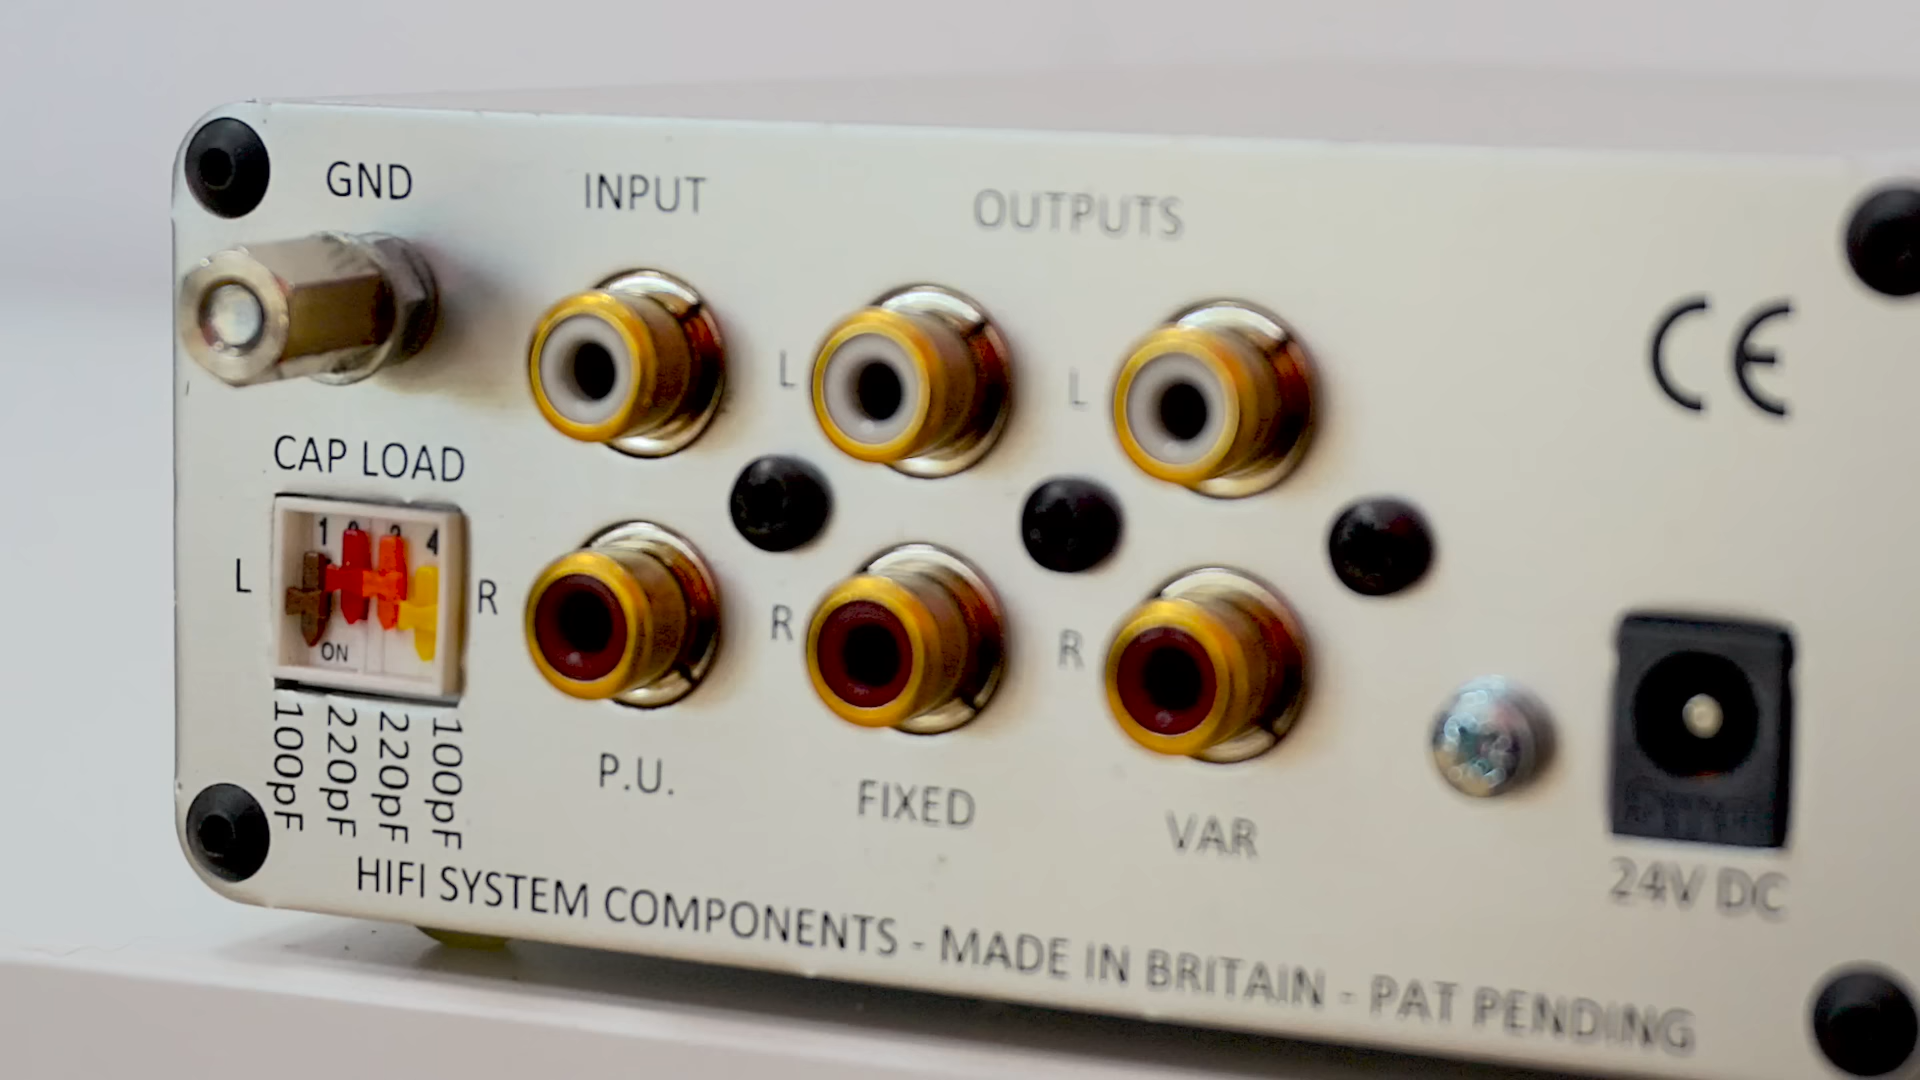 GND
INPUT
OUTPUTS
L
L
CE
CAP LOAD
1 2 3 4
L
R
ON
R
R
100pF
220pF
220pF
100pF
P.U.
FIXED
VAR
24V DC
HIFI SYSTEM COMPONENTS - MADE IN BRITAIN - PAT PENDING